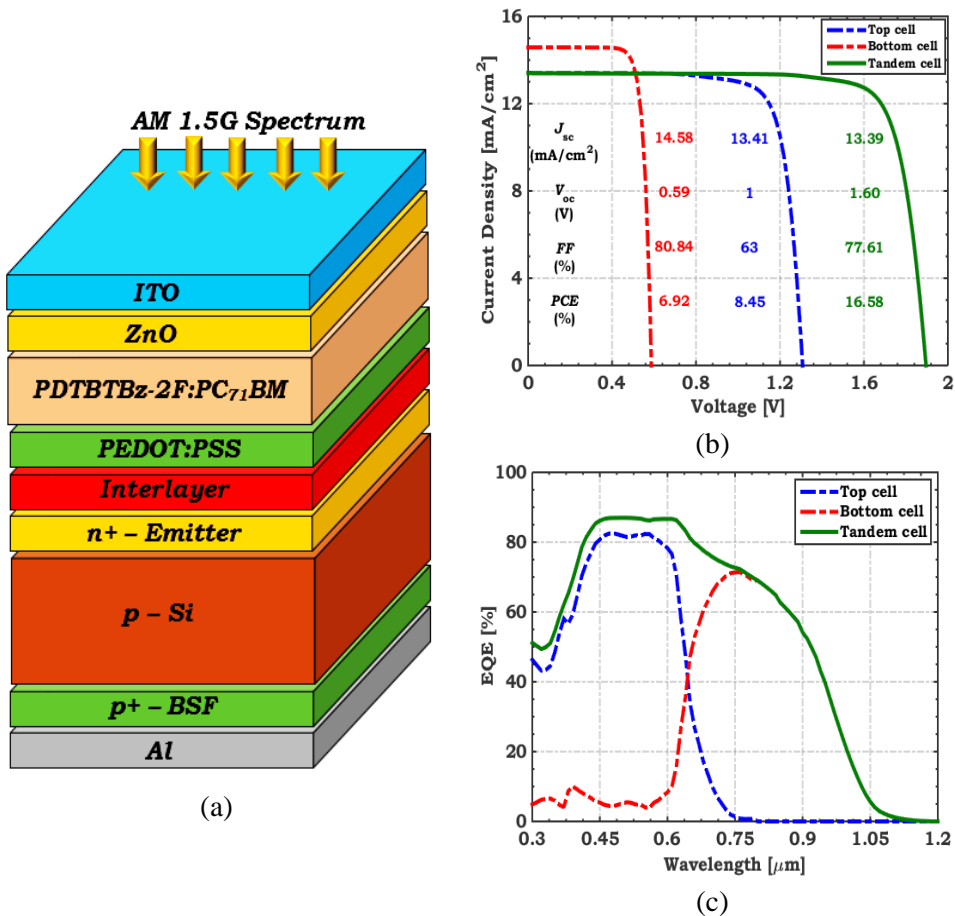 AM 1.5G Spectrum
ITO
ZnO
PDTBTBz-2F:PC₇₁BM
PEDOT:PSS
Interlayer
n+ – Emitter
p – Si
p+ – BSF
Al
(a)
(b)
16
12
8
4
0
Current Density [mA/cm²]
Top cell
Bottom cell
Tandem cell
J_sc (mA/cm²) 14.58 13.41 13.39
V_oc (V) 0.59 1 1.60
FF (%) 80.84 63 77.61
PCE (%) 6.92 8.45 16.58
0 0.4 0.8 1.2 1.6 2
Voltage [V]
(b)
100
80
60
40
20
0
EQE [%]
Top cell
Bottom cell
Tandem cell
0.3 0.45 0.6 0.75 0.9 1.05 1.2
Wavelength [μm]
(c)